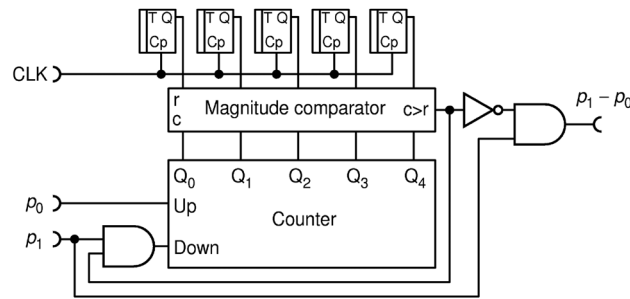 T Q T Q T Q T Q T Q
Cp Cp Cp Cp Cp
CLK
r
c
Magnitude comparator
c>r
p₁ − p₀
Q₀ Q₁ Q₂ Q₃ Q₄
p₀
Up
Counter
p₁
Down